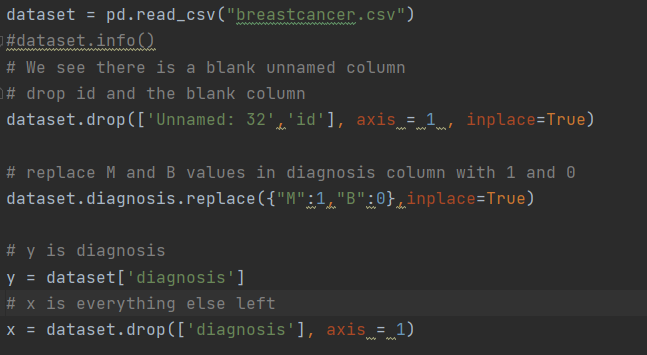 dataset = pd.read_csv("breastcancer.csv")
#dataset.info()
# We see there is a blank unnamed column
# drop id and the blank column
dataset.drop(['Unnamed: 32','id'], axis = 1 , inplace=True)
# replace M and B values in diagnosis column with 1 and 0
dataset.diagnosis.replace({"M":1,"B":0},inplace=True)
# y is diagnosis
y = dataset['diagnosis']
# x is everything else left
x = dataset.drop(['diagnosis'], axis = 1)